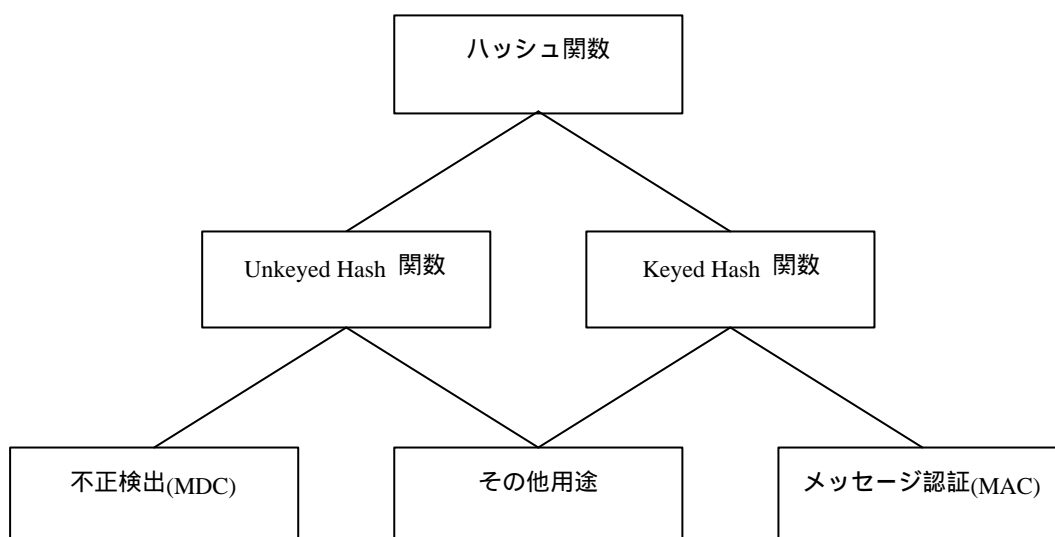 ハッシュ関数
Unkeyed Hash 関数
Keyed Hash 関数
不正検出(MDC)
その他用途
メッセージ認証(MAC)